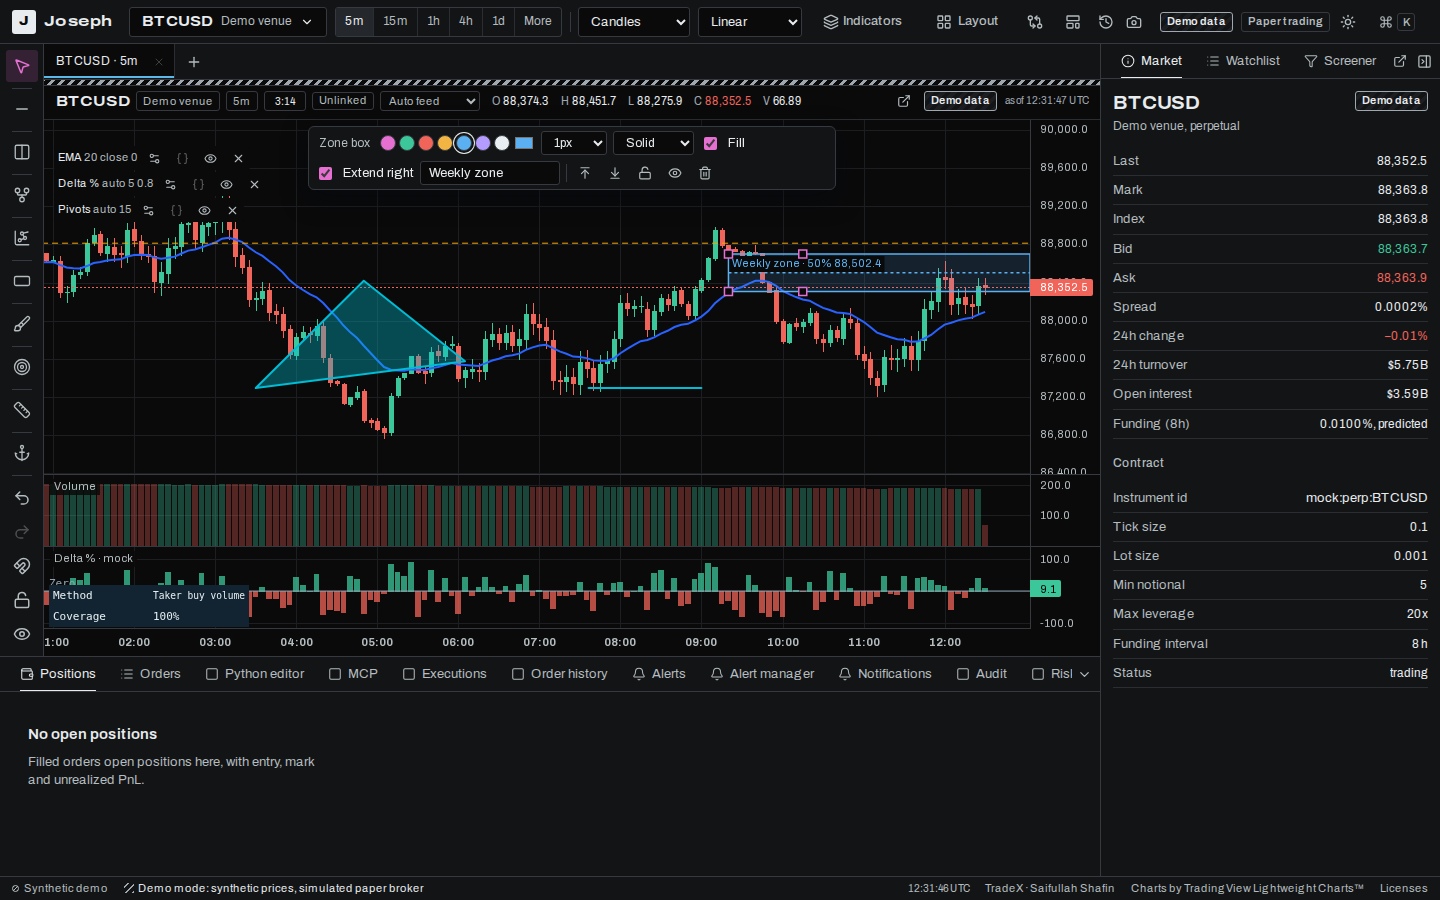 J Joseph BTCUSD Demo venue 5m 15m 1h 4h 1d More Candles Linear Indicators Layout Demo data Paper trading ⌘ K
BTCUSD · 5m
BTCUSD Demo venue 5m 3:14 Unlinked Auto feed O 88,374.3 H 88,451.7 L 88,275.9 C 88,352.5 V 66.89 Demo data as of 12:31:47 UTC
Zone box 1px Solid Fill
Extend right Weekly zone
EMA 20 close 0
Delta % auto 5 0.8
Pivots auto 15
Weekly zone · 50% 88,502.4
90,000.0
89,600.0
89,200.0
88,800.0
88,352.5
88,000.0
87,600.0
87,200.0
86,800.0
86,400.0
Volume
200.0
100.0
Delta % · mock
100.0
Zero
9.1
-100.0
Method Taker buy volume
Coverage 100%
1:00 02:00 03:00 04:00 05:00 06:00 07:00 08:00 09:00 10:00 11:00 12:00
Market Watchlist Screener
BTCUSD Demo data
Demo venue, perpetual
Last 88,352.5
Mark 88,363.8
Index 88,363.8
Bid 88,363.7
Ask 88,363.9
Spread 0.0002%
24h change −0.01%
24h turnover $5.75B
Open interest $3.59B
Funding (8h) 0.0100%, predicted
Contract
Instrument id mock:perp:BTCUSD
Tick size 0.1
Lot size 0.001
Min notional 5
Max leverage 20x
Funding interval 8h
Status trading
Positions Orders Python editor MCP Executions Order history Alerts Alert manager Notifications Audit Risl
No open positions
Filled orders open positions here, with entry, mark
and unrealized PnL.
Synthetic demo Demo mode: synthetic prices, simulated paper broker 12:31:46 UTC TradeX · Saifullah Shafin Charts by TradingView Lightweight Charts™ Licenses